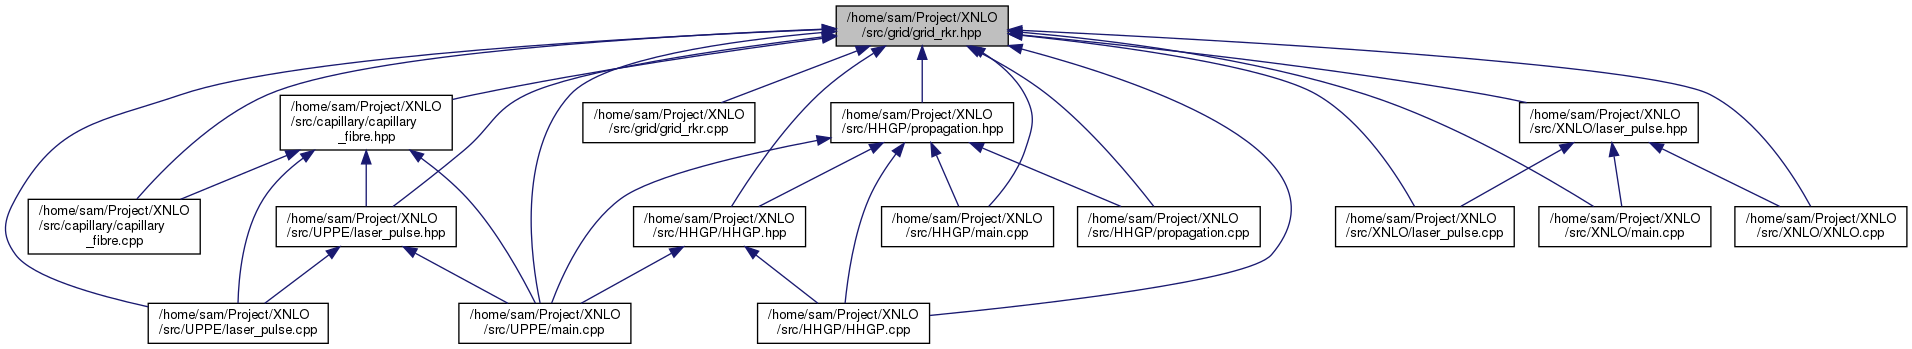 /home/sam/Project/XNLO
/src/grid/grid_rkr.hpp
/home/sam/Project/XNLO
/src/capillary/capillary
_fibre.hpp
/home/sam/Project/XNLO
/src/grid/grid_rkr.cpp
/home/sam/Project/XNLO
/src/HHGP/propagation.hpp
/home/sam/Project/XNLO
/src/XNLO/laser_pulse.hpp
/home/sam/Project/XNLO
/src/capillary/capillary
_fibre.cpp
/home/sam/Project/XNLO
/src/UPPE/laser_pulse.hpp
/home/sam/Project/XNLO
/src/HHGP/HHGP.hpp
/home/sam/Project/XNLO
/src/HHGP/main.cpp
/home/sam/Project/XNLO
/src/HHGP/propagation.cpp
/home/sam/Project/XNLO
/src/XNLO/laser_pulse.cpp
/home/sam/Project/XNLO
/src/XNLO/main.cpp
/home/sam/Project/XNLO
/src/XNLO/XNLO.cpp
/home/sam/Project/XNLO
/src/UPPE/laser_pulse.cpp
/home/sam/Project/XNLO
/src/UPPE/main.cpp
/home/sam/Project/XNLO
/src/HHGP/HHGP.cpp